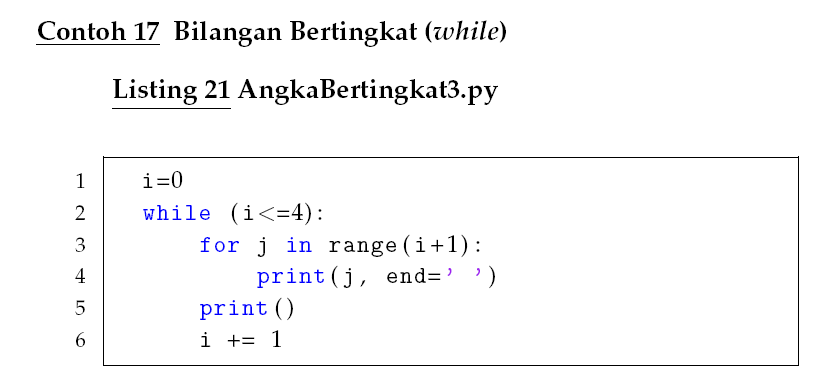 Contoh 17 Bilangan Bertingkat (while)
Listing 21 AngkaBertingkat3.py
1 i=0
2 while (i<=4):
3 for j in range(i+1):
4 print(j, end=' ')
5 print()
6 i += 1